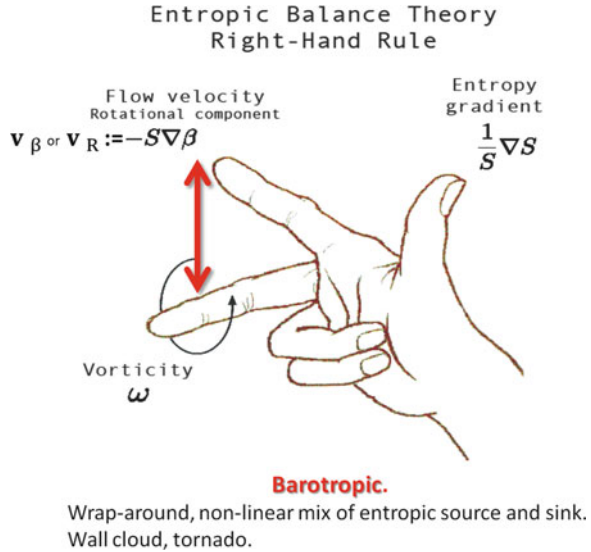 Entropic Balance Theory
Right-Hand Rule
Flow velocity
Rotational component
v β or v R := −S∇β
Entropy
gradient
1/S ∇S
Vorticity
ω
Barotropic.
Wrap-around, non-linear mix of entropic source and sink.
Wall cloud, tornado.